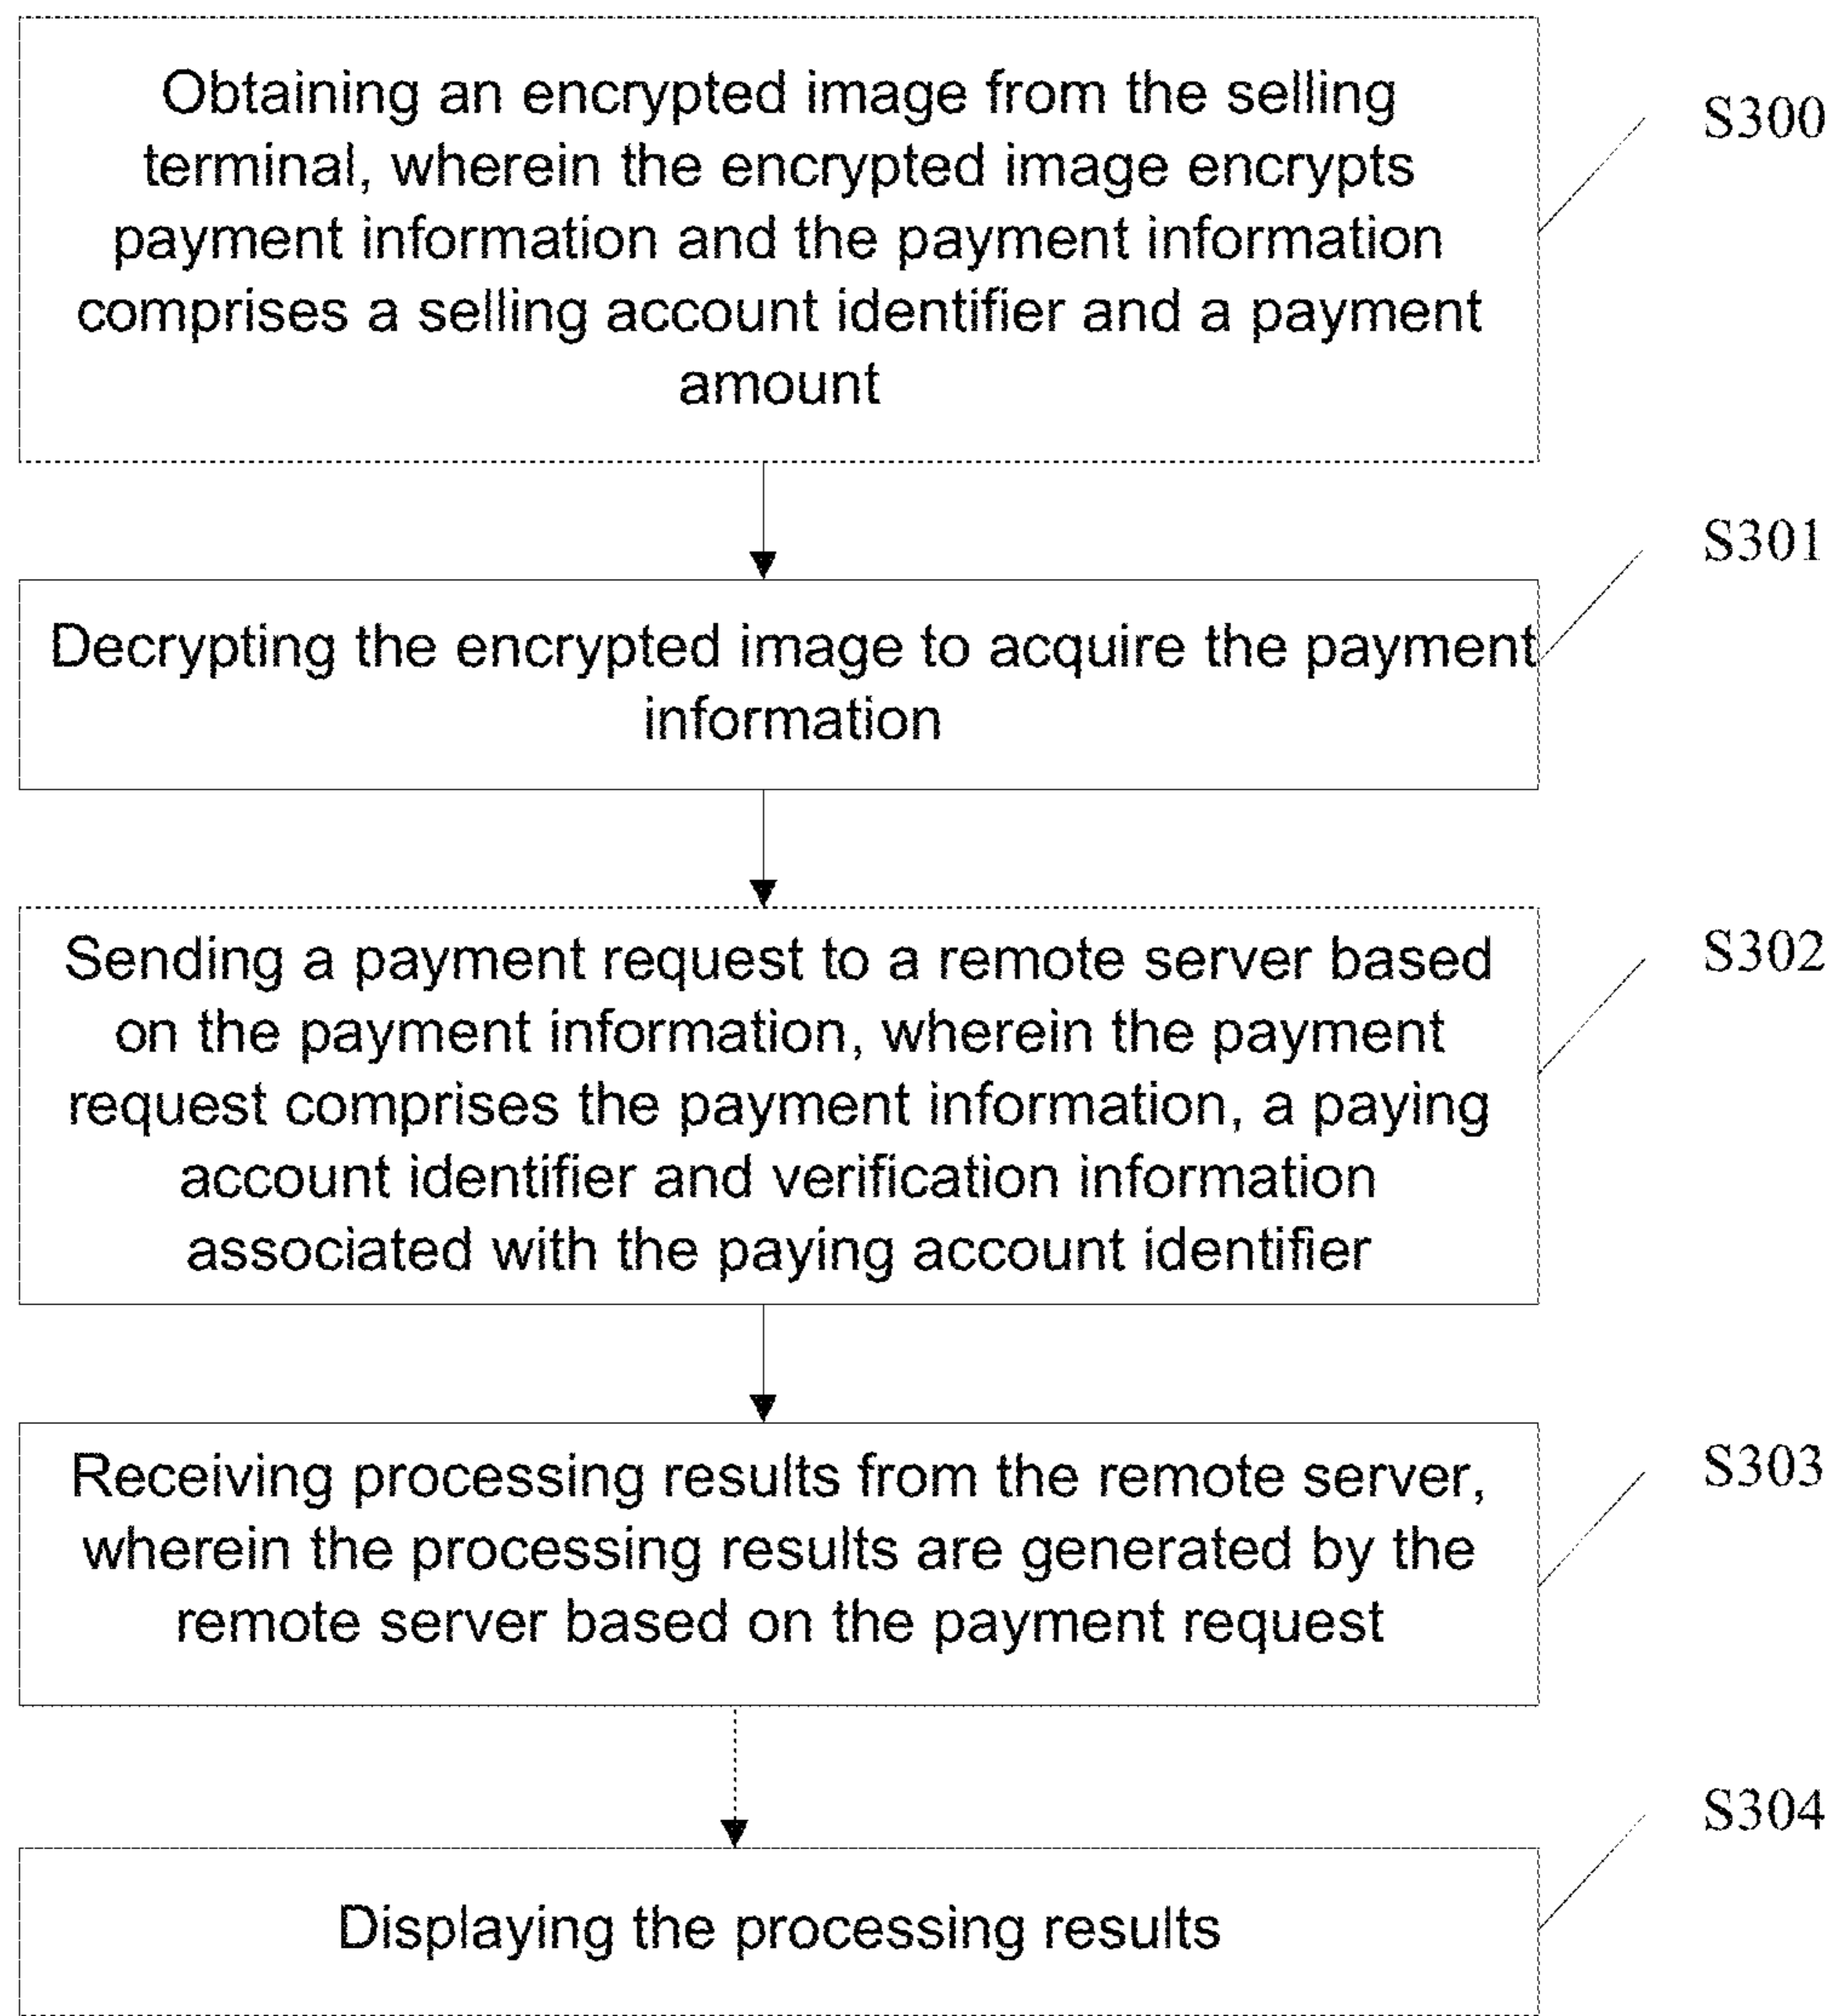 Obtaining an encrypted image from the selling
terminal, wherein the encrypted image encrypts
payment information and the payment information
comprises a selling account identifier and a payment
amount
S300
Decrypting the encrypted image to acquire the payment
information
S301
Sending a payment request to a remote server based
on the payment information, wherein the payment
request comprises the payment information, a paying
account identifier and verification information
associated with the paying account identifier
S302
Receiving processing results from the remote server,
wherein the processing results are generated by the
remote server based on the payment request
S303
Displaying the processing results
S304